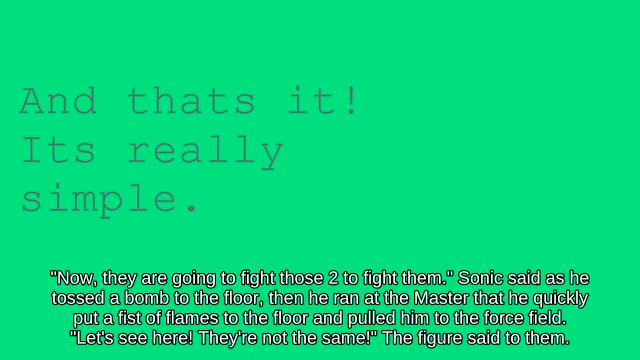 And thats it!
Its really
simple.
"Now, they are going to fight those 2 to fight them." Sonic said as he
tossed a bomb to the floor, then he ran at the Master that he quickly
put a fist of flames to the floor and pulled him to the force field.
"Let's see here! They're not the same!" The figure said to them.